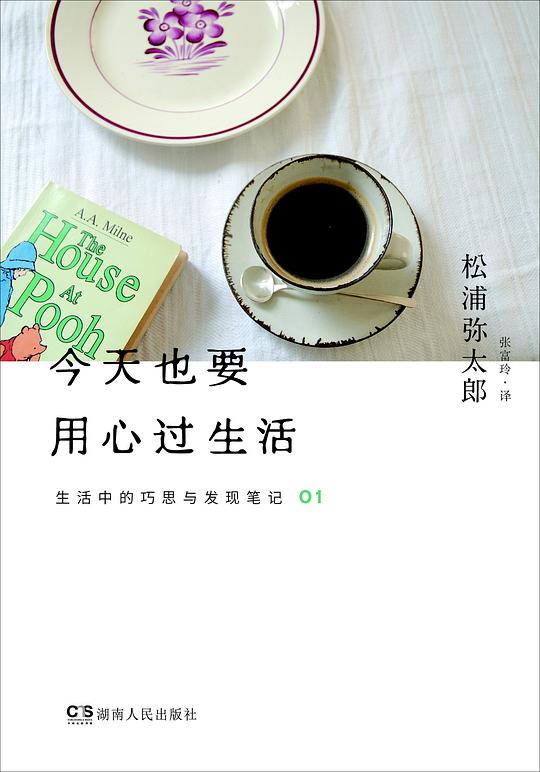 A.A. Milne
The
House
At
Pooh
松浦弥太郎
张富玲·译
今天也要
用心过生活
生活中的巧思与发现笔记 01
CTS 湖南人民出版社